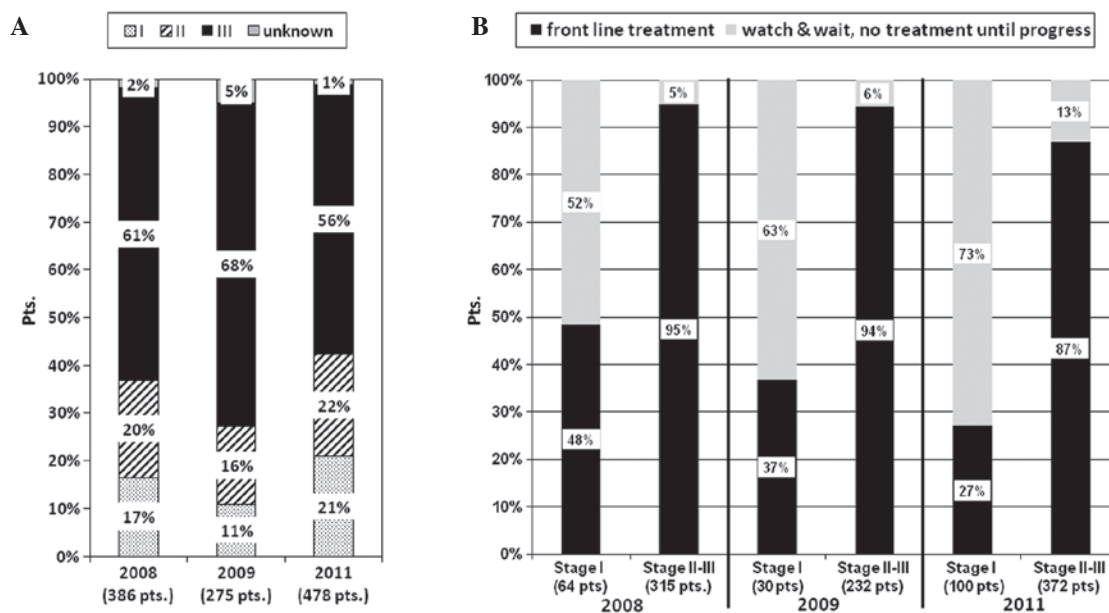 A
I II III unknown
100%
90%
80%
70%
60%
50%
40%
30%
20%
10%
0%
Pts.
2% 5% 1%
61% 68% 56%
20% 16% 22%
17% 11% 21%
2008 2009 2011
(386 pts.) (275 pts.) (478 pts.)
B
front line treatment watch & wait, no treatment until progress
100%
90%
80%
70%
60%
50%
40%
30%
20%
10%
0%
Pts.
5% 6% 13%
52% 63% 73%
95% 94% 87%
48% 37% 27%
Stage I Stage II-III Stage I Stage II-III Stage I Stage II-III
(64 pts) (315 pts.) (30 pts) (232 pts) (100 pts) (372 pts)
2008 2009 2011